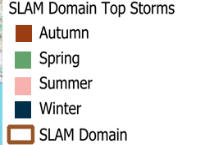 SLAM Domain Top Storms
Autumn
Spring
Summer
Winter
SLAM Domain